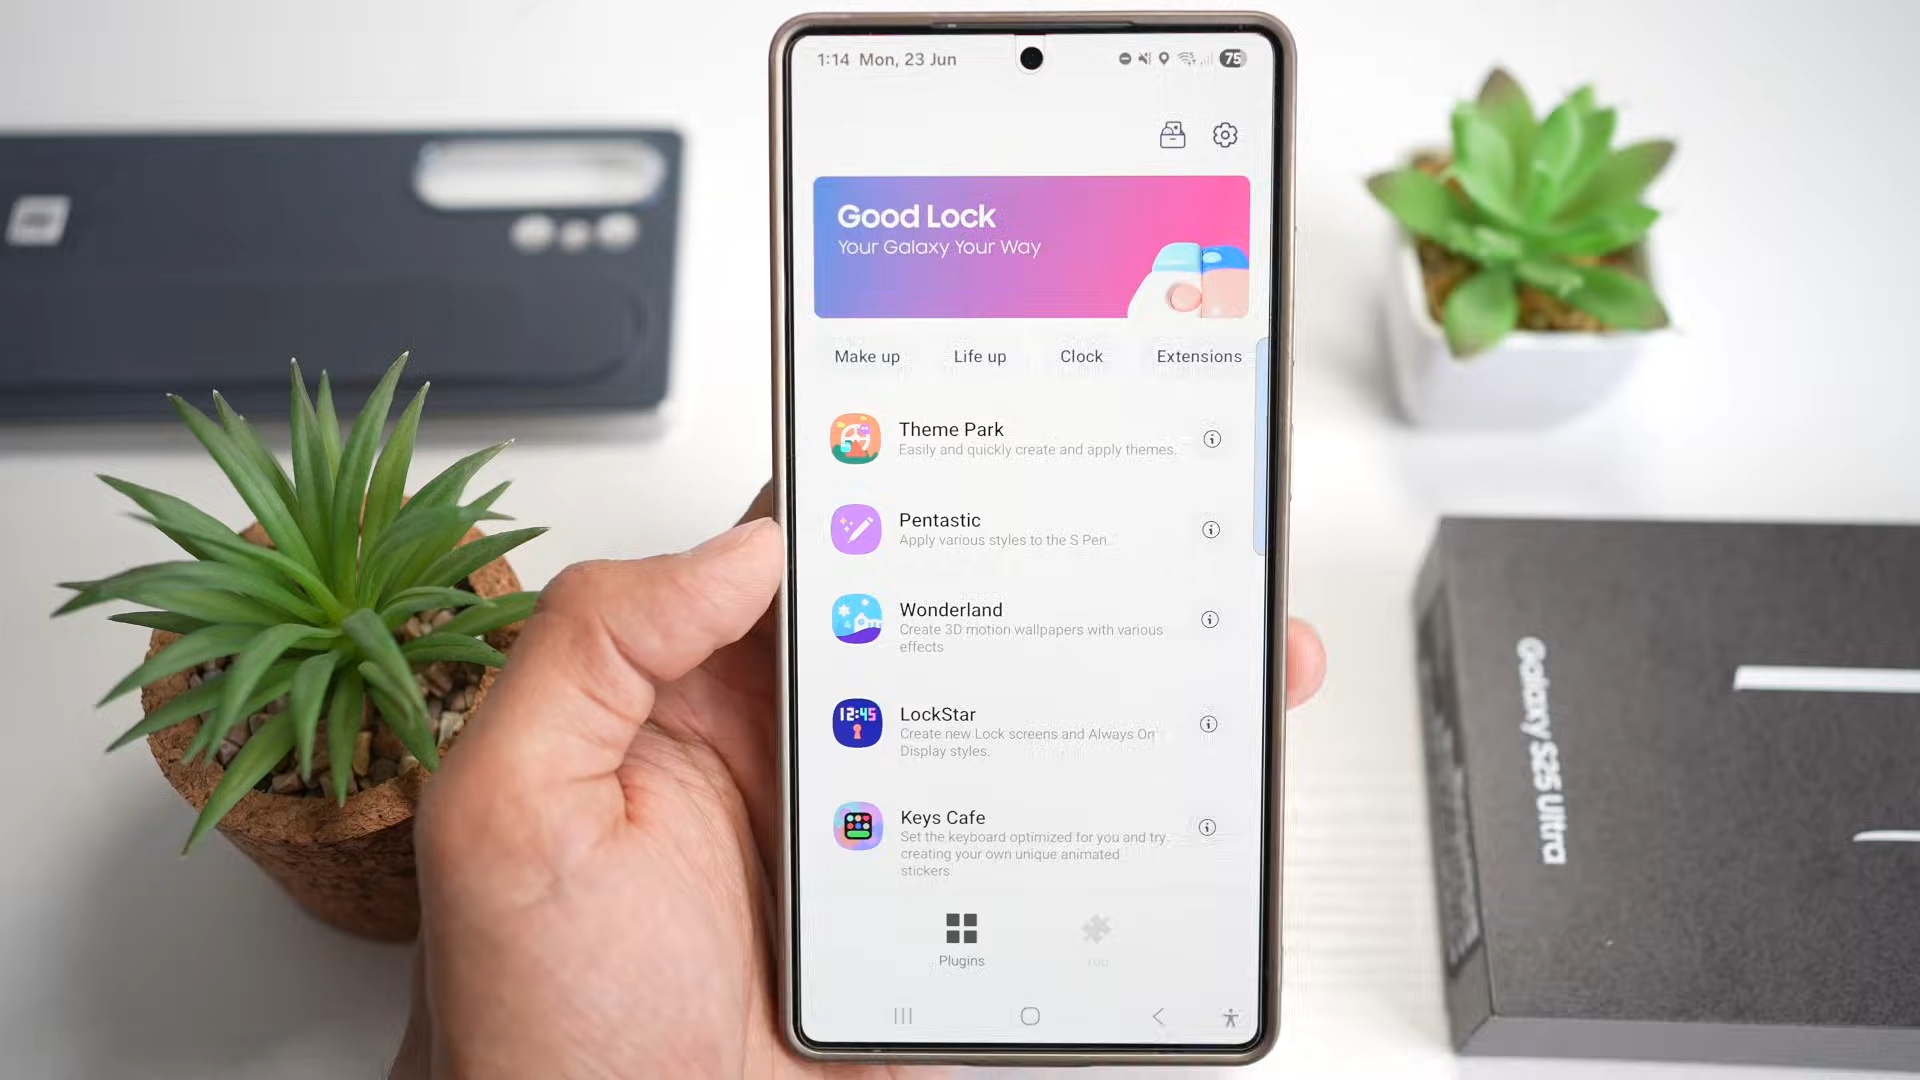 1:14 Mon, 23 Jun
75
Good Lock
Your Galaxy Your Way
Make up
Life up
Clock
Extensions
Theme Park
Easily and quickly create and apply themes.
Pentastic
Apply various styles to the S Pen.
Wonderland
Create 3D motion wallpapers with various
effects
12:45
LockStar
Create new Lock screens and Always On
Display styles.
Keys Cafe
Set the keyboard optimized for you and try
creating your own unique animated
stickers.
Plugins
You
Galaxy S25 Ultra